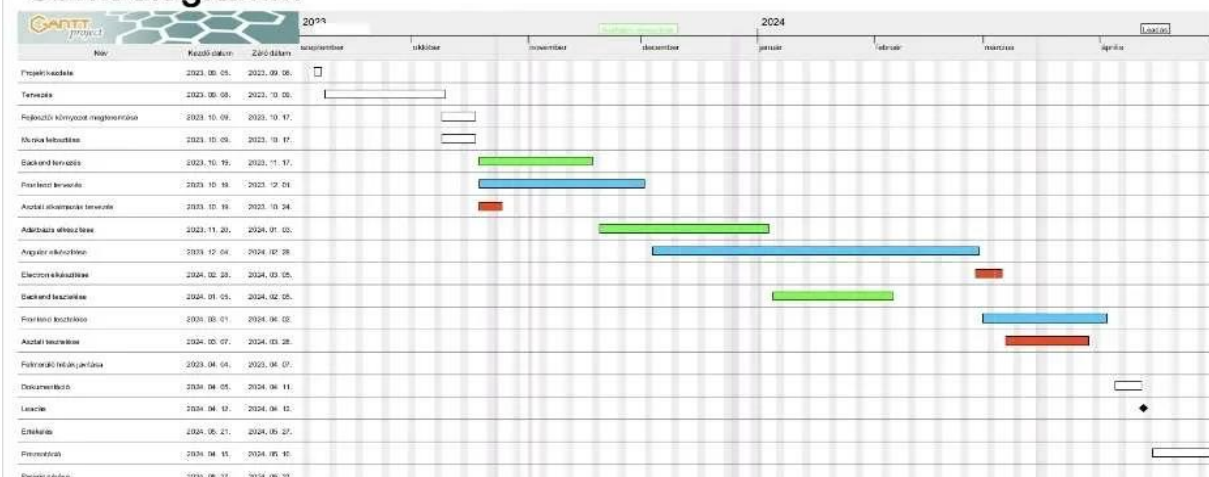 GANTT project
2023
2024
Leadás
Név Kezdő dátum Záró dátum
szeptember október november december január február március április
Projekt kezdete 2023. 09. 05. 2023. 09. 06.
Tervezés 2023. 09. 08. 2023. 10. 09.
Fejlesztői környezet megteremtése 2023. 10. 09. 2023. 10. 17.
Munka felosztása 2023. 10. 09. 2023. 10. 17.
Backend tervezés 2023. 10. 19. 2023. 11. 17.
Frontend tervezés 2023. 10. 19. 2023. 12. 01.
Asztali alkalmazás tervezés 2023. 10. 19. 2023. 10. 24.
Adatbázis elkészítése 2023. 11. 20. 2024. 01. 03.
Angular elkészítése 2023. 12. 04. 2024. 02. 28.
Electron elkészítése 2024. 02. 28. 2024. 03. 05.
Backend tesztelése 2024. 01. 05. 2024. 02. 05.
Frontend tesztelése 2024. 03. 01. 2024. 04. 02.
Asztali tesztelése 2024. 03. 07. 2024. 03. 28.
Felmerülő hibák javítása 2023. 04. 04. 2023. 04. 07.
Dokumentáció 2024. 04. 05. 2024. 04. 11.
Leadás 2024. 04. 12. 2024. 04. 12.
Értékelés 2024. 05. 21. 2024. 05. 27.
2024. 04. 15. 2024. 05. 10.